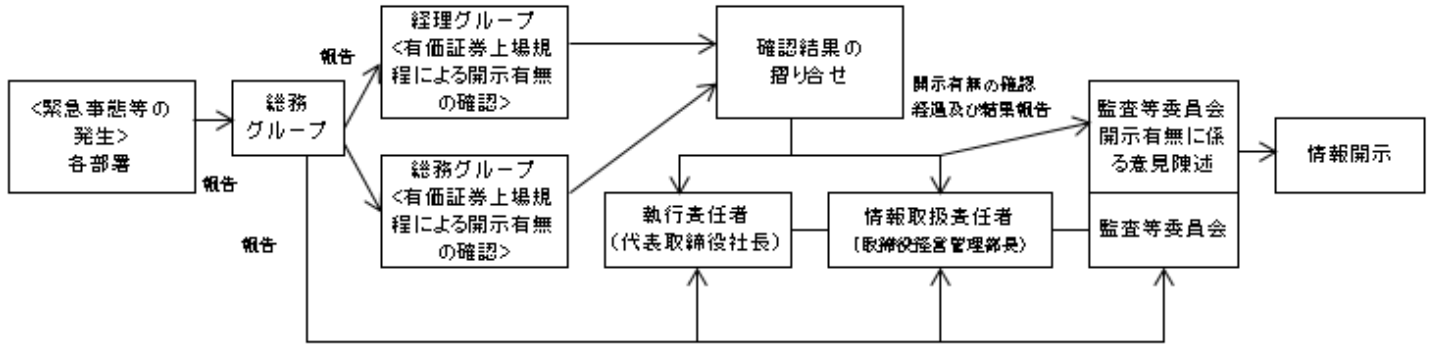 <緊急事態等の
発生>
各部署
報告
総務
グループ
報告
報告
経理グループ
<有価証券上場規
程による開示有無
の確認>
総務グループ
<有価証券上場規
程による開示有無
の確認>
確認結果の
摺り合せ
開示有無の確認
経過及び結果報告
執行責任者
(代表取締役社長)
情報取扱責任者
(取締役経営管理部長)
監査等委員会
開示有無に係
る意見陳述
監査等委員会
情報開示